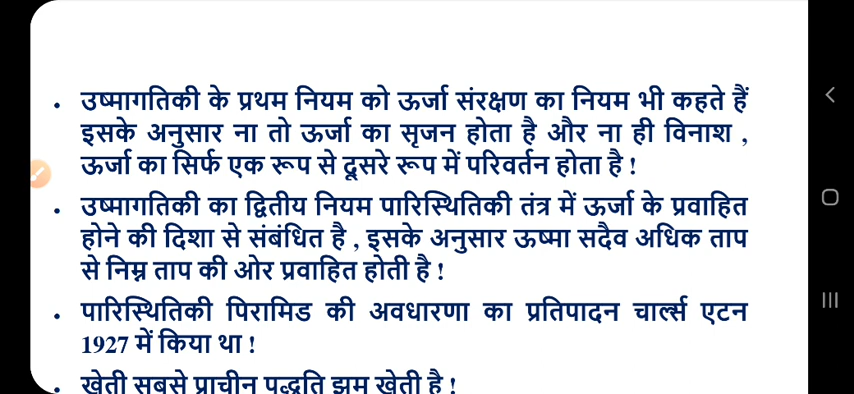 • उष्मागतिकी के प्रथम नियम को ऊर्जा संरक्षण का नियम भी कहते हैं
इसके अनुसार ना तो ऊर्जा का सृजन होता है और ना ही विनाश ,
ऊर्जा का सिर्फ एक रूप से दूसरे रूप में परिवर्तन होता है !
• उष्मागतिकी का द्वितीय नियम पारिस्थितिकी तंत्र में ऊर्जा के प्रवाहित
होने की दिशा से संबंधित है , इसके अनुसार ऊष्मा सदैव अधिक ताप
से निम्न ताप की ओर प्रवाहित होती है !
• पारिस्थितिकी पिरामिड की अवधारणा का प्रतिपादन चार्ल्स एटन
1927 में किया था !
• खेती सबसे प्राचीन पद्धति झूम खेती है !